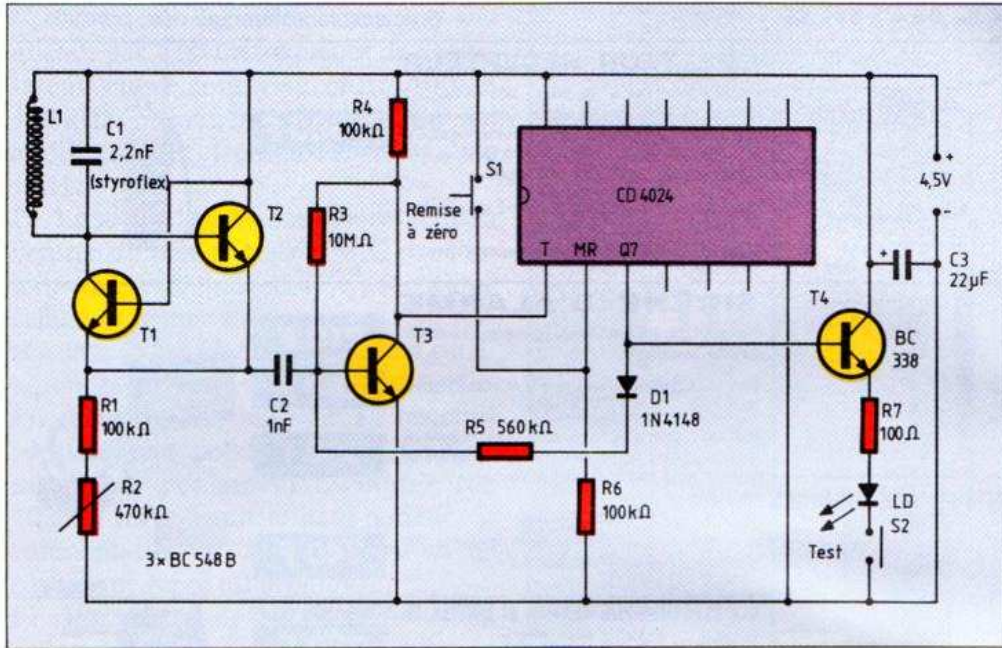 L1
C1
2,2nF
(styroflex)
T2
T1
R1
100kΩ
R2
470kΩ
3× BC 548 B
R4
100kΩ
R3
10MΩ
C2
1nF
T3
S1
Remise
à zéro
CD 4024
T MR Q7
R5 560 kΩ
D1
1N4148
R6
100kΩ
T4
BC
338
R7
100Ω
LD
S2
Test
+
4,5V
-
+
C3
22µF